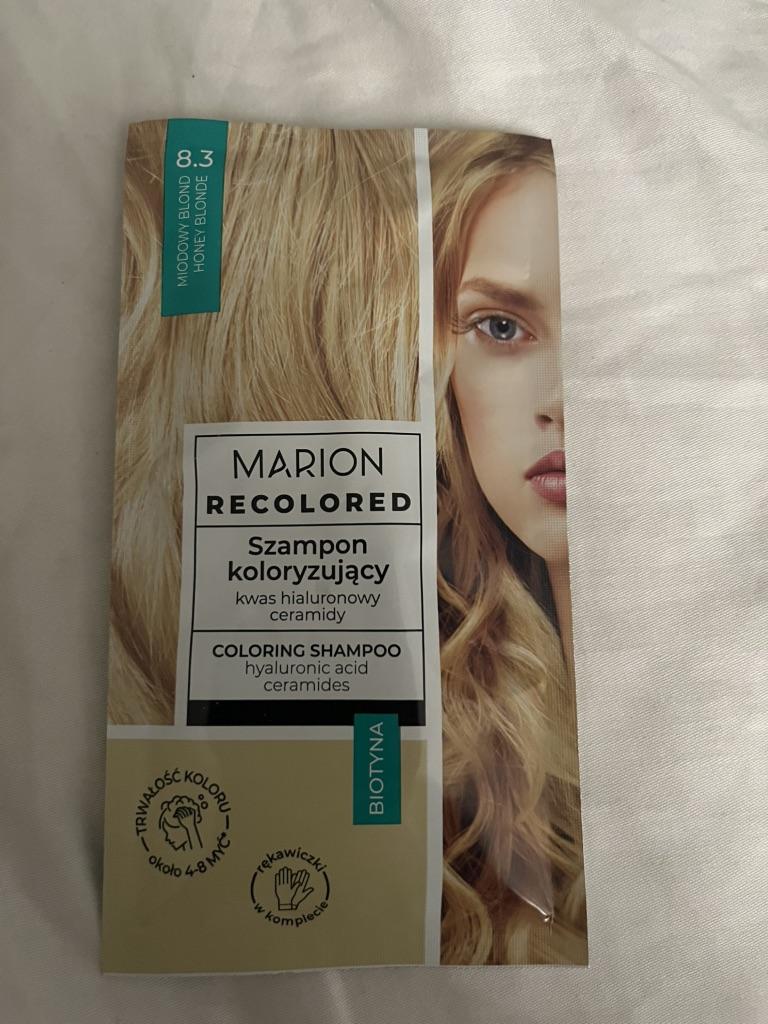 8.3
MIODOWY BLOND
HONEY BLONDE
MARION
RECOLORED
Szampon
koloryzujący
kwas hialuronowy
ceramidy
COLORING SHAMPOO
hyaluronic acid
ceramides
BIOTYNA
TRWAŁOŚĆ KOLORU
około 4-8 MYĆ*
rękawiczki
w komplecie